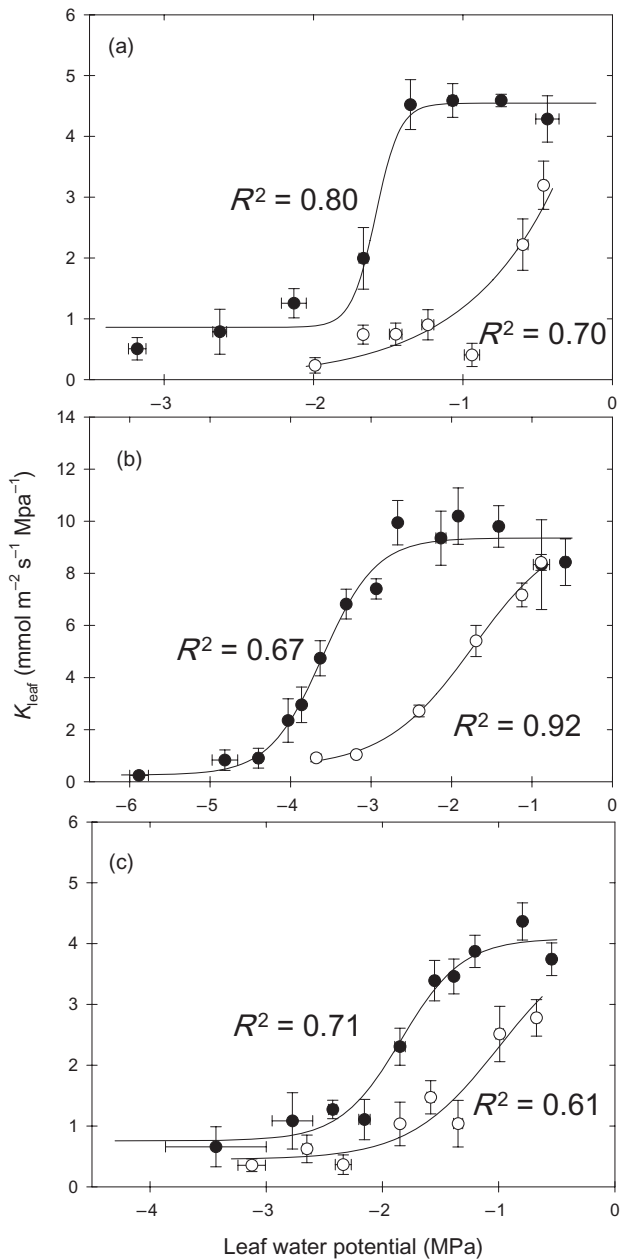 6
(a)
5
4
R² = 0.80
3
2
R² = 0.70
1
0
–3 –2 –1 0
14
(b)
12
10
8
R² = 0.67
6
R² = 0.92
4
2
0
–6 –5 –4 –3 –2 –1 0
K_leaf (mmol m⁻² s⁻¹ Mpa⁻¹)
6
(c)
5
4
3
R² = 0.71
2
R² = 0.61
1
0
–4 –3 –2 –1 0
Leaf water potential (MPa)